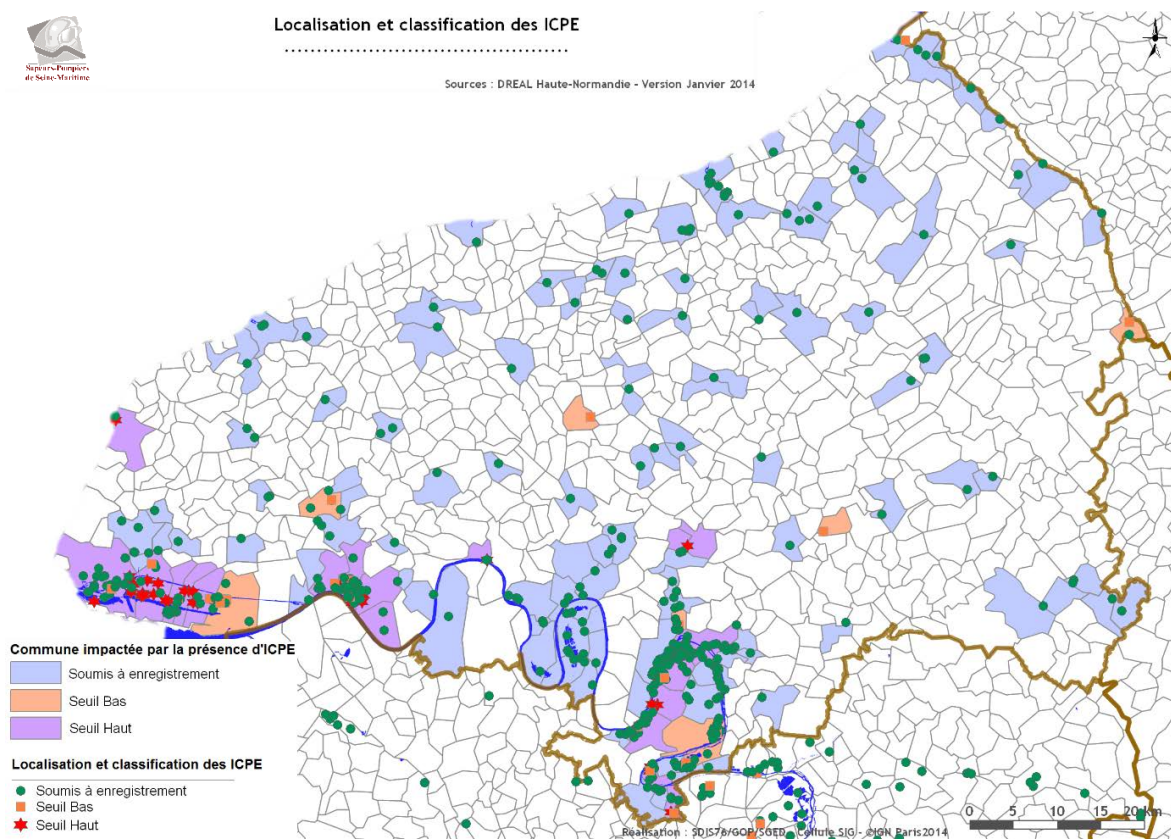 Localisation et classification des ICPE
Sapeurs-Pompiers
de Seine-Maritime
Sources : DREAL Haute-Normandie - Version Janvier 2014
Commune impactée par la présence d'ICPE
Soumis à enregistrement
Seuil Bas
Seuil Haut
Localisation et classification des ICPE
Soumis à enregistrement
Seuil Bas
Seuil Haut
0 5 10 15 20 km
Réalisation : SDIS76/GOP/SGED - Cellule SIG - ©IGN Paris2014